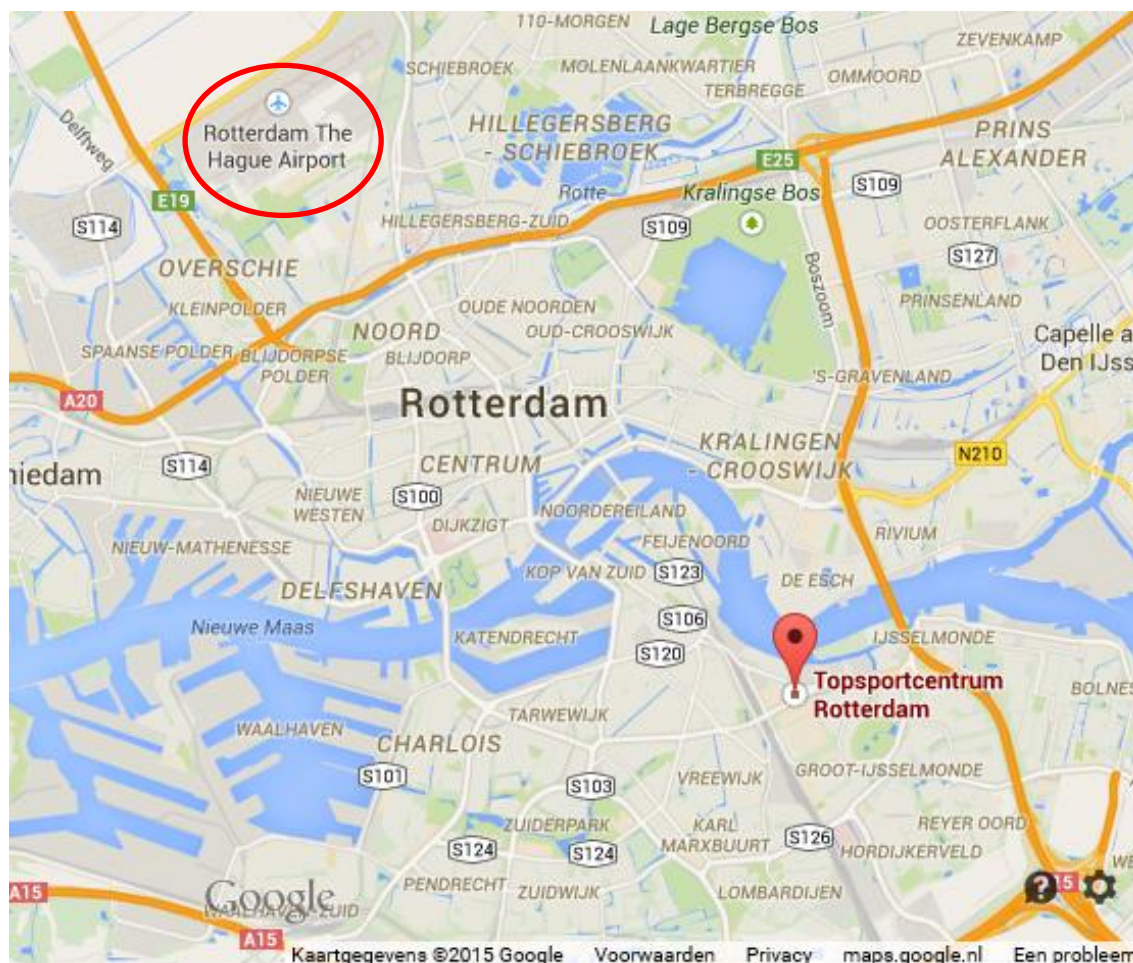 110-MORGEN
Lage Bergse Bos
ZEVENKAMP
SCHIEBROEK
MOLENLAANKWARTIER
OMMOORD
TERBREGGE
Delftweg
Rotterdam The
Hague Airport
HILLEGERSBERG
- SCHIEBROEK
PRINS
ALEXANDER
E25
E19
Rotte
Kralingse Bos
S109
S114
HILLEGERSBERG-ZUID
S109
OOSTERFLANK
S127
OVERSCHIE
Boszoom
KLEINPOLDER
OUDE NOORDEN
PRINSENLAND
NOORD
OUD-CROOSWIJK
Capelle a
Den IJss
SPAANSE POLDER
BLIJDORPSE
POLDER
BLIJDORP
'S-GRAVENLAND
A20
Rotterdam
KRALINGEN
- CROOSWIJK
N210
niedam
S114
CENTRUM
S100
NIEUWE
WESTEN
DIJKZIGT
NOORDEREILAND
RIVIUM
NIEUW-MATHENESSE
FEIJENOORD
KOP VAN ZUID
S123
DE ESCH
DELFSHAVEN
Nieuwe Maas
S106
KATENDRECHT
S120
IJSSELMONDE
Topsportcentrum
Rotterdam
BOLNES
TARWEWIJK
WAALHAVEN
CHARLOIS
S101
S103
VREEWIJK
GROOT-IJSSELMONDE
ZUIDERPARK
KARL
MARXBUURT
S126
REYER OORD
S124
S124
HORDIJKERVELD
WE
PENDRECHT
ZUIDWIJK
LOMBARDIJEN
?
15
A15
Google
WAALHAVEN-ZUID
A15
Kaartgegevens ©2015 Google Voorwaarden Privacy maps.google.nl Een probleem